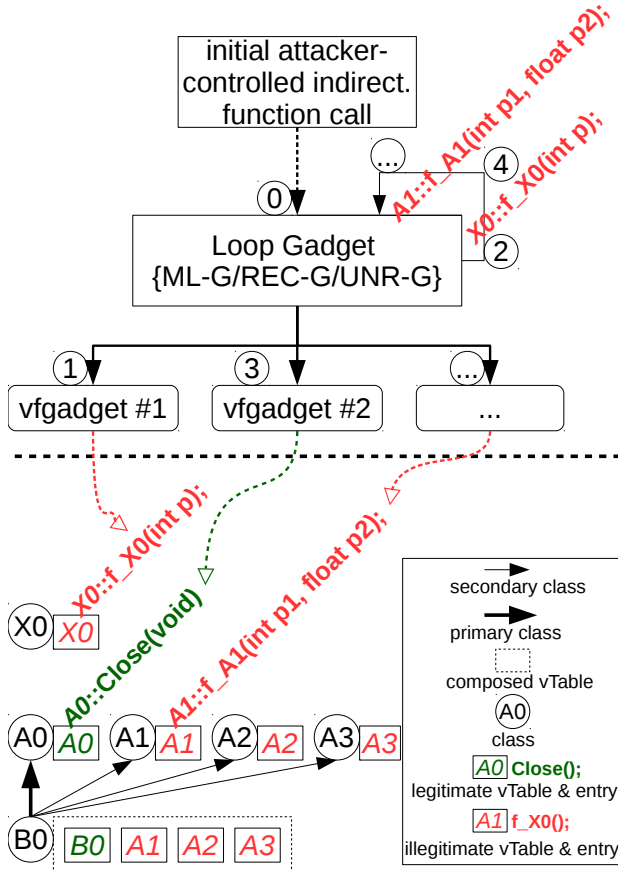 initial attacker-
controlled indirect.
function call
A1::f_A1(int p1, float p2);
X0::f_X0(int p);
...
4
0
2
Loop Gadget
{ML-G/REC-G/UNR-G}
1
3
...
vfgadget #1
vfgadget #2
...
X0::f_X0(int p);
A0::Close(void)
A1::f_A1(int p1, float p2);
X0
X0
A0
A0
A1
A1
A2
A2
A3
A3
B0
B0
A1
A2
A3
secondary class
primary class
composed vTable
A0
class
A0 Close();
legitimate vTable & entry
A1 f_X0();
illegitimate vTable & entry